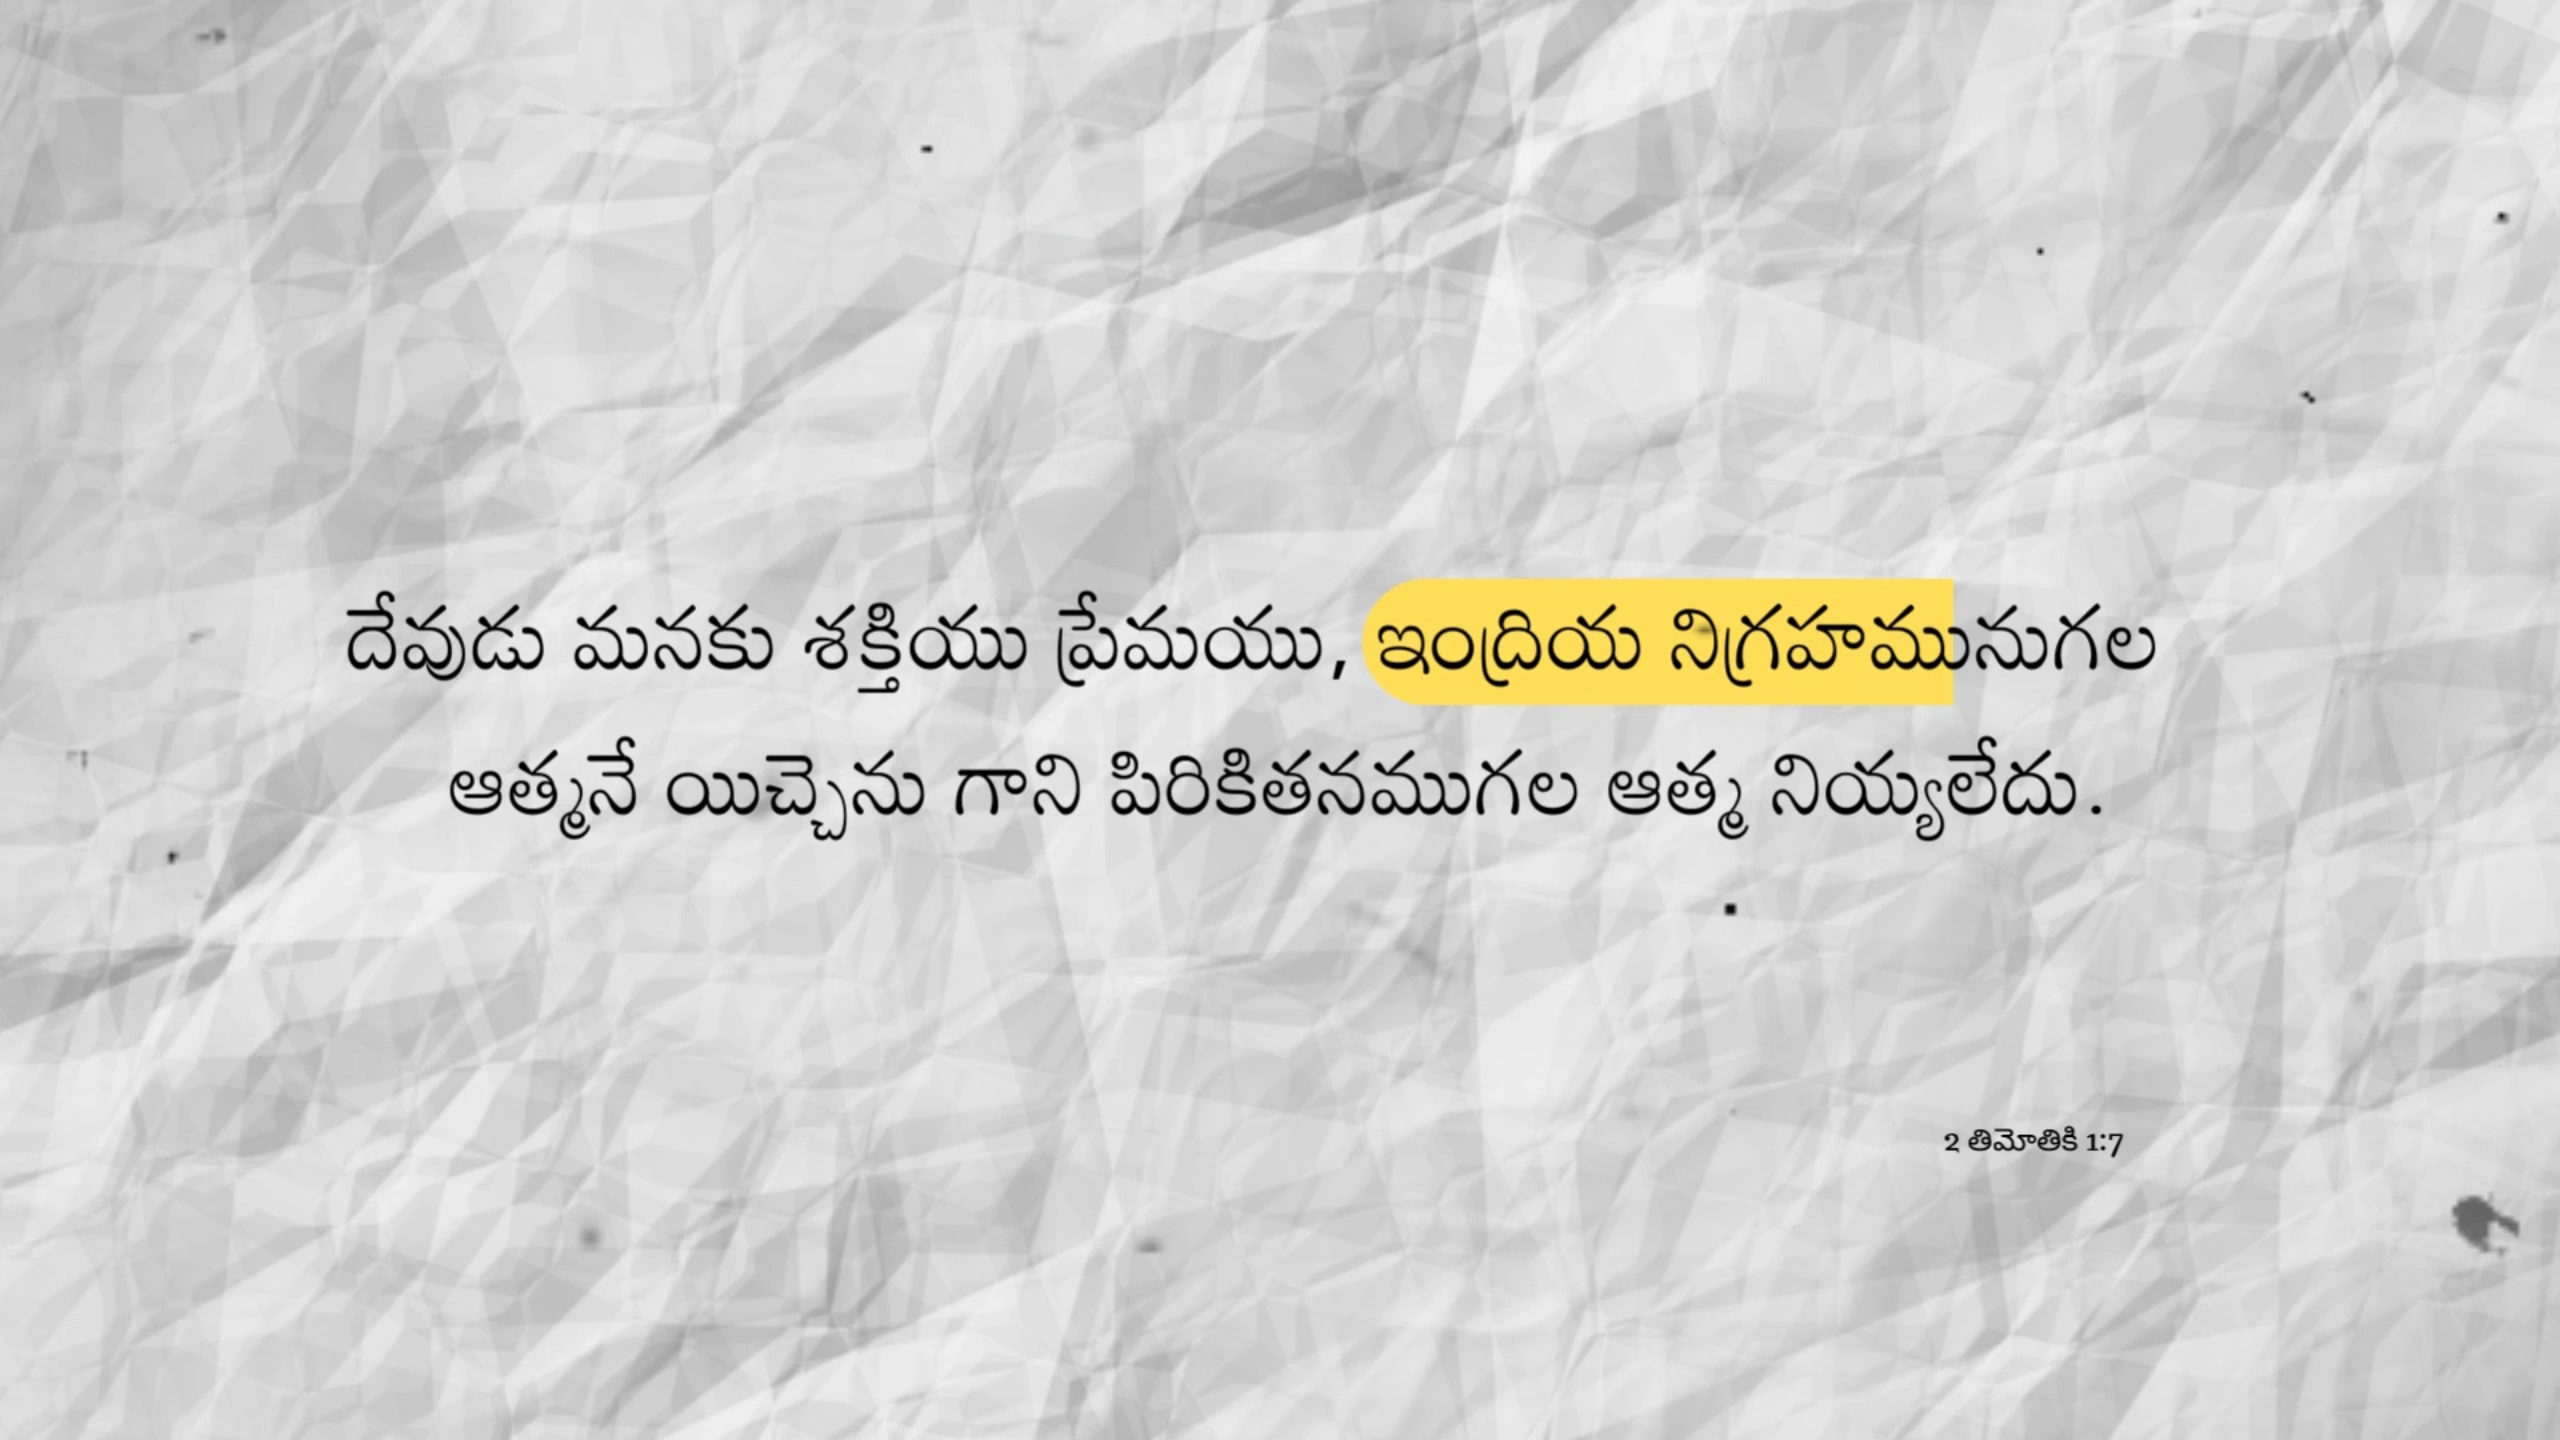 దేవుడు మనకు శక్తియు ప్రేమయు, ఇంద్రియ నిగ్రహమునుగల
ఆత్మనే యిచ్చెను గాని పిరికితనముగల ఆత్మ నియ్యలేదు.
2 తిమోతికి 1:7